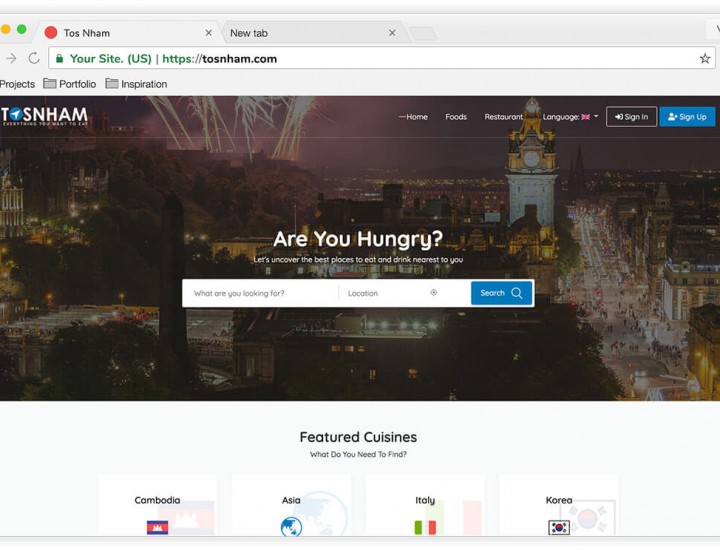 Tos Nham
New tab
Your Site. (US) | https://tosnham.com
Projects Portfolio Inspiration
TOSNHAM
EVERYTHING YOU WANT TO EAT
Home Foods Restaurant Language: Sign In Sign Up
Are You Hungry?
Let's uncover the best places to eat and drink nearest to you
What are you looking for? Location Search
Featured Cuisines
What Do You Need To Find?
Cambodia Asia Italy Korea